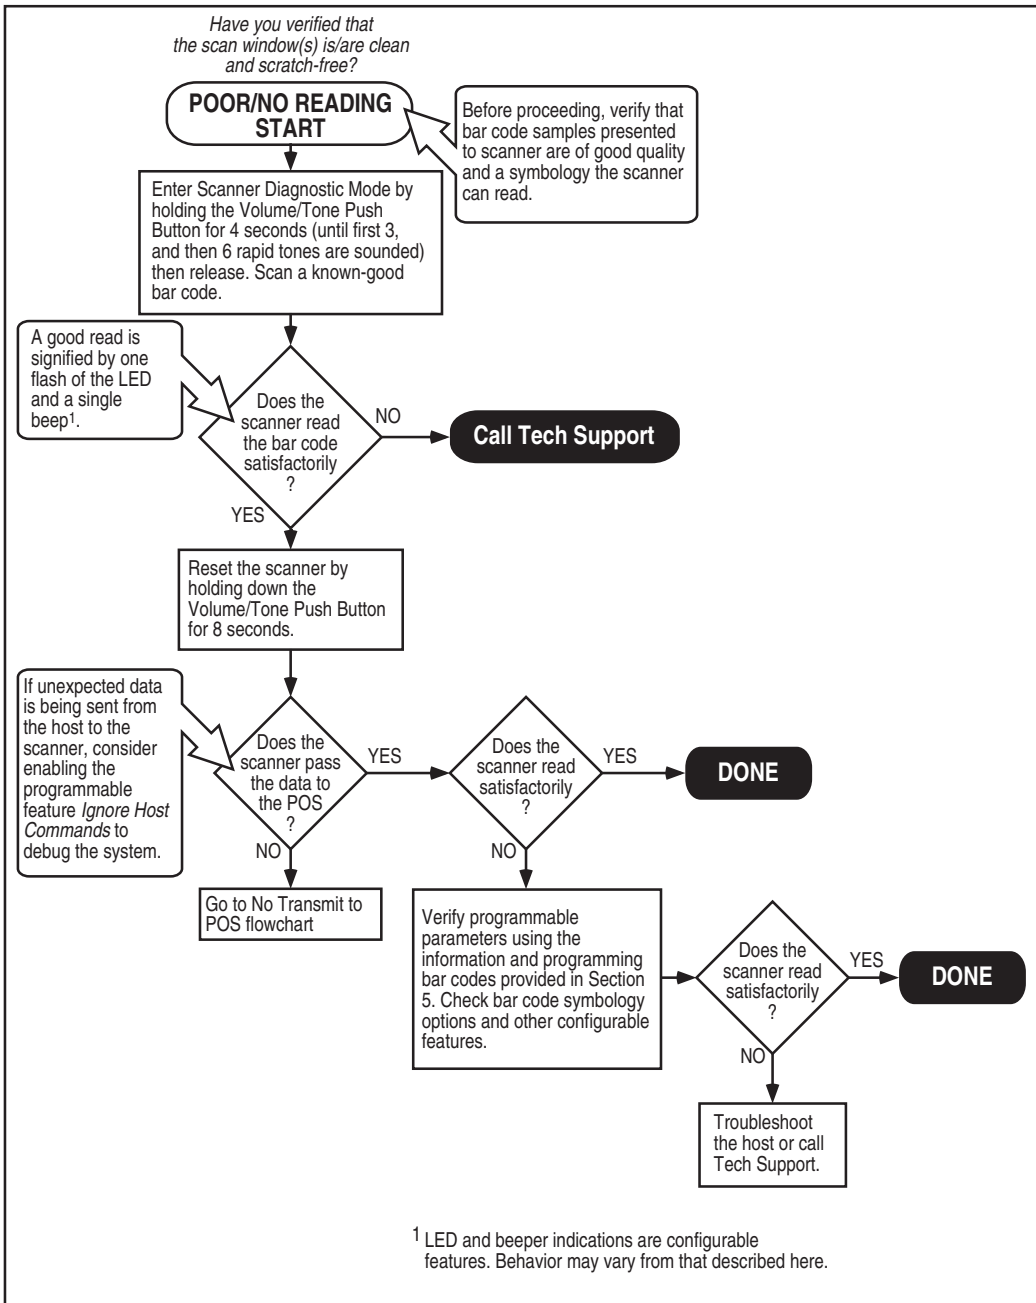 Have you verified that
the scan window(s) is/are clean
and scratch-free?
POOR/NO READING
START
Before proceeding, verify that
bar code samples presented
to scanner are of good quality
and a symbology the scanner
can read.
Enter Scanner Diagnostic Mode by
holding the Volume/Tone Push
Button for 4 seconds (until first 3,
and then 6 rapid tones are sounded)
then release. Scan a known-good
bar code.
A good read is
signified by one
flash of the LED
and a single
beep1.
Does the
scanner read
the bar code
satisfactorily
?
NO
Call Tech Support
YES
Reset the scanner by
holding down the
Volume/Tone Push Button
for 8 seconds.
If unexpected data
is being sent from
the host to the
scanner, consider
enabling the
programmable
feature Ignore Host
Commands to
debug the system.
Does the
scanner pass
the data to
the POS
?
YES
NO
Go to No Transmit to
POS flowchart
Does the
scanner read
satisfactorily
?
YES
DONE
NO
Verify programmable
parameters using the
information and programming
bar codes provided in Section
5. Check bar code symbology
options and other configurable
features.
Does the
scanner read
satisfactorily
?
YES
DONE
NO
Troubleshoot
the host or call
Tech Support.
1 LED and beeper indications are configurable
features. Behavior may vary from that described here.